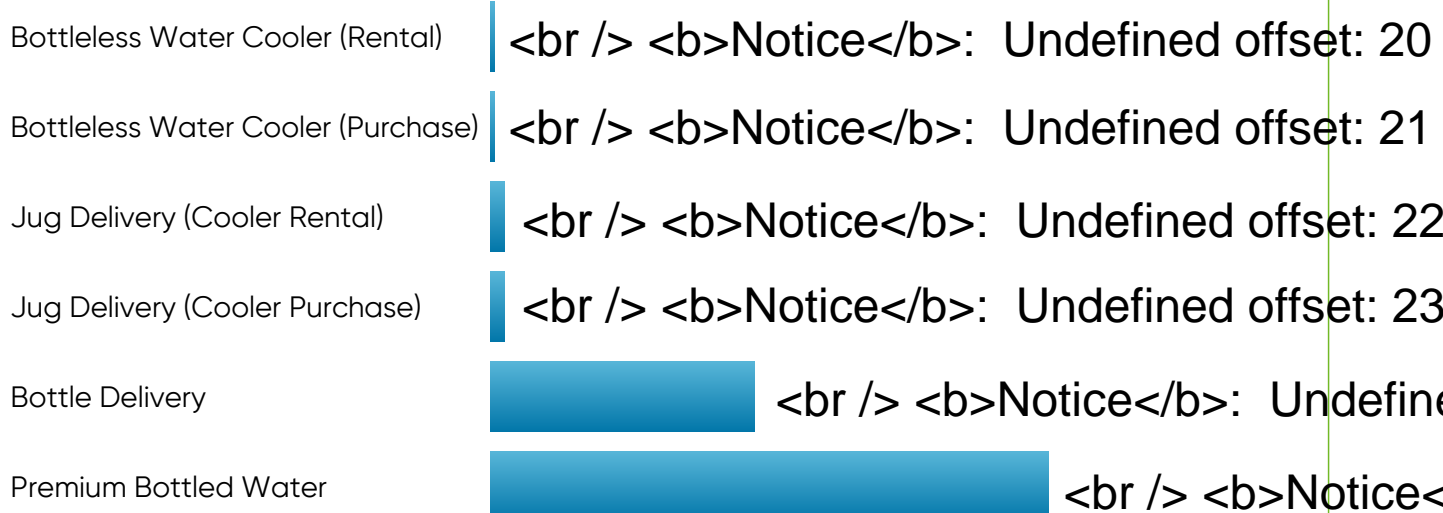 Bottleless Water Cooler (Rental) <br /> <b>Notice</b>: Undefined offset: 20
Bottleless Water Cooler (Purchase) <br /> <b>Notice</b>: Undefined offset: 21
Jug Delivery (Cooler Rental) <br /> <b>Notice</b>: Undefined offset: 22
Jug Delivery (Cooler Purchase) <br /> <b>Notice</b>: Undefined offset: 23
Bottle Delivery <br /> <b>Notice</b>: Undefine
Premium Bottled Water <br /> <b>Notice<